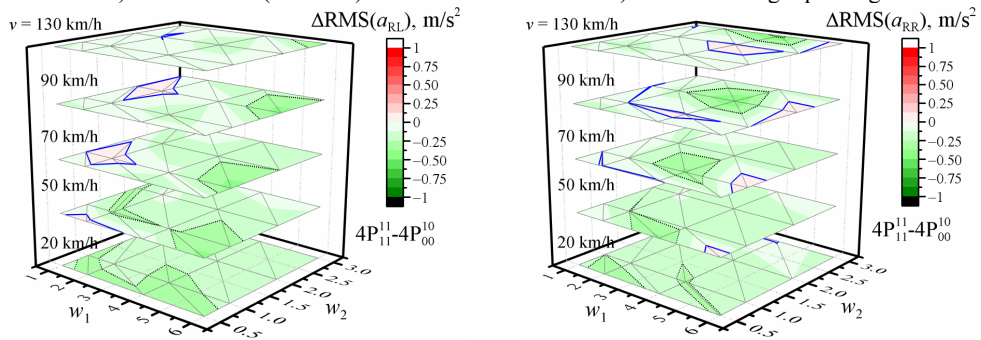 v = 130 km/h
ΔRMS(a_RL), m/s²
90 km/h
70 km/h
50 km/h
20 km/h
1
0.75
0.50
0.25
0
−0.25
−0.50
−0.75
−1
4P¹¹₁₁-4P¹⁰₀₀
1 2 3 4 5 6
w₁
0.5 1.0 1.5 2.0 2.5 3.0
w₂
v = 130 km/h
ΔRMS(a_RR), m/s²
90 km/h
70 km/h
50 km/h
20 km/h
1
0.75
0.50
0.25
0
−0.25
−0.50
−0.75
−1
4P¹¹₁₁-4P¹⁰₀₀
1 2 3 4 5 6
w₁
0.5 1.0 1.5 2.0 2.5 3.0
w₂